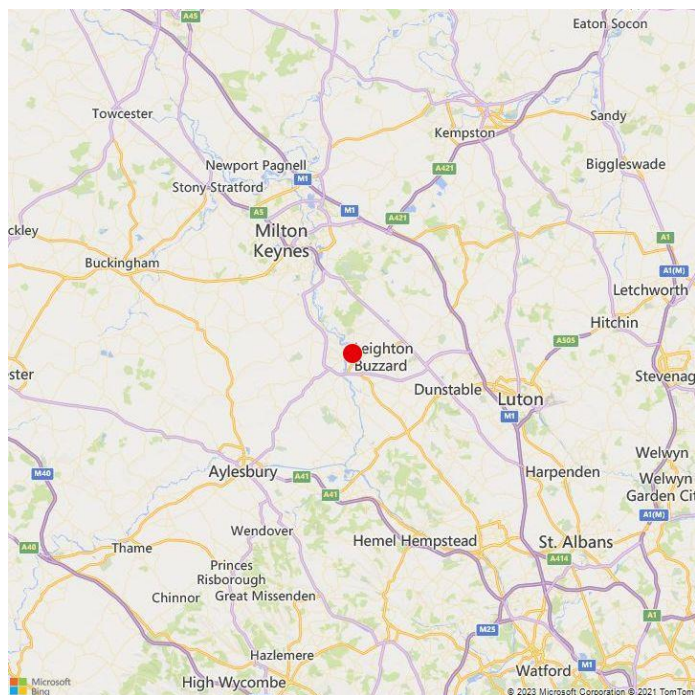 A45
Eaton Socon
Towcester
Sandy
Kempston
Newport Pagnell
Biggleswade
M1
A421
Stony Stratford
A5
M1
A421
ckley
Milton
Keynes
A1
Buckingham
A1(M)
Letchworth
Hitchin
A505
eighton
Buzzard
ester
Stevenag
Dunstable
Luton
M1
Welwyn
Aylesbury
Harpenden
M40
A41
Welwyn
Garden Cit
A41
A1(M)
Wendover
Hemel Hempstead
St. Albans
A40
Thame
A414
Princes
Risborough
Chinnor
Great Missenden
A1
M25
Hazlemere
Watford
M1
High Wycombe
Microsoft
Bing
© 2023 Microsoft Corporation © 2021 TomTom